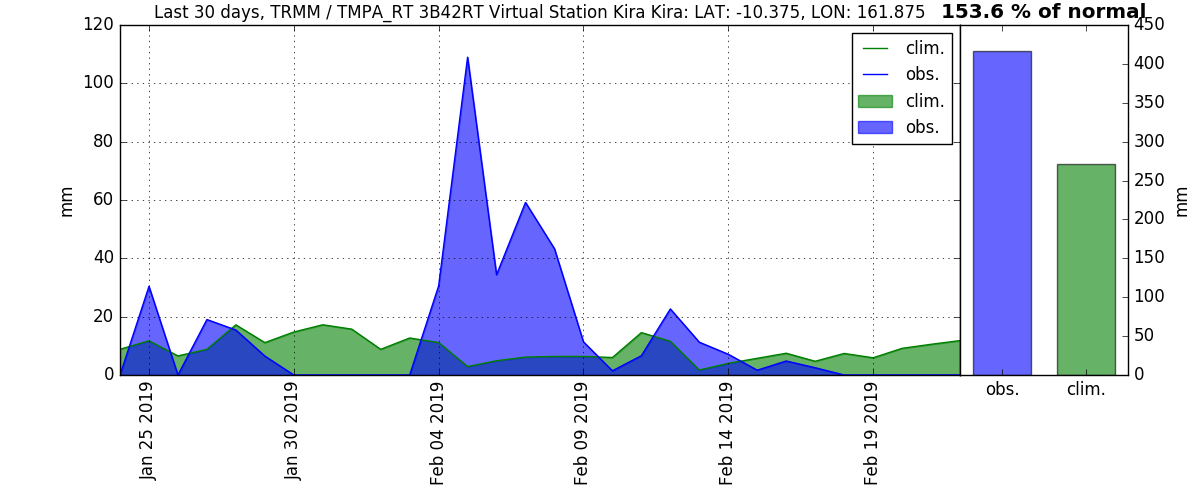 Last 30 days, TRMM / TMPA_RT 3B42RT Virtual Station Kira Kira: LAT: -10.375, LON: 161.875
153.6 % of normal
120
100
80
60
40
20
0
mm
clim.
obs.
clim.
obs.
Jan 25 2019
Jan 30 2019
Feb 04 2019
Feb 09 2019
Feb 14 2019
Feb 19 2019
450
400
350
300
250
200
150
100
50
0
mm
obs.
clim.